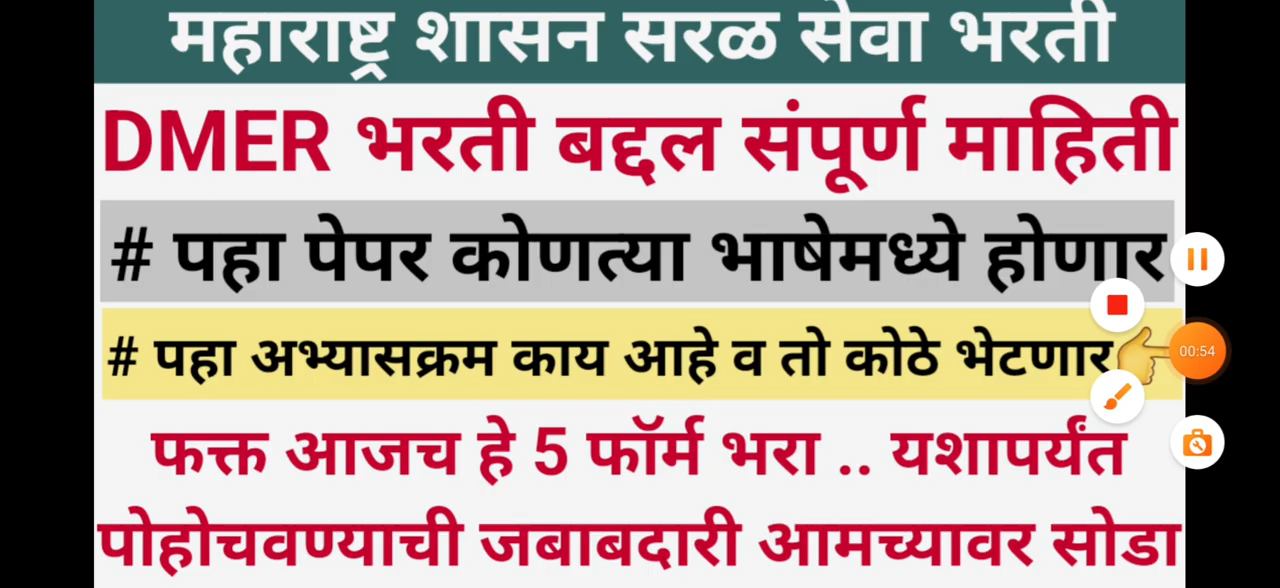 महाराष्ट्र शासन सरळ सेवा भरती
DMER भरती बद्दल संपूर्ण माहिती
# पहा पेपर कोणत्या भाषेमध्ये होणार
# पहा अभ्यासक्रम काय आहे व तो कोठे भेटणार👉
00:54
फक्त आजच हे 5 फॉर्म भरा .. यशापर्यंत
पोहोचवण्याची जबाबदारी आमच्यावर सोडा